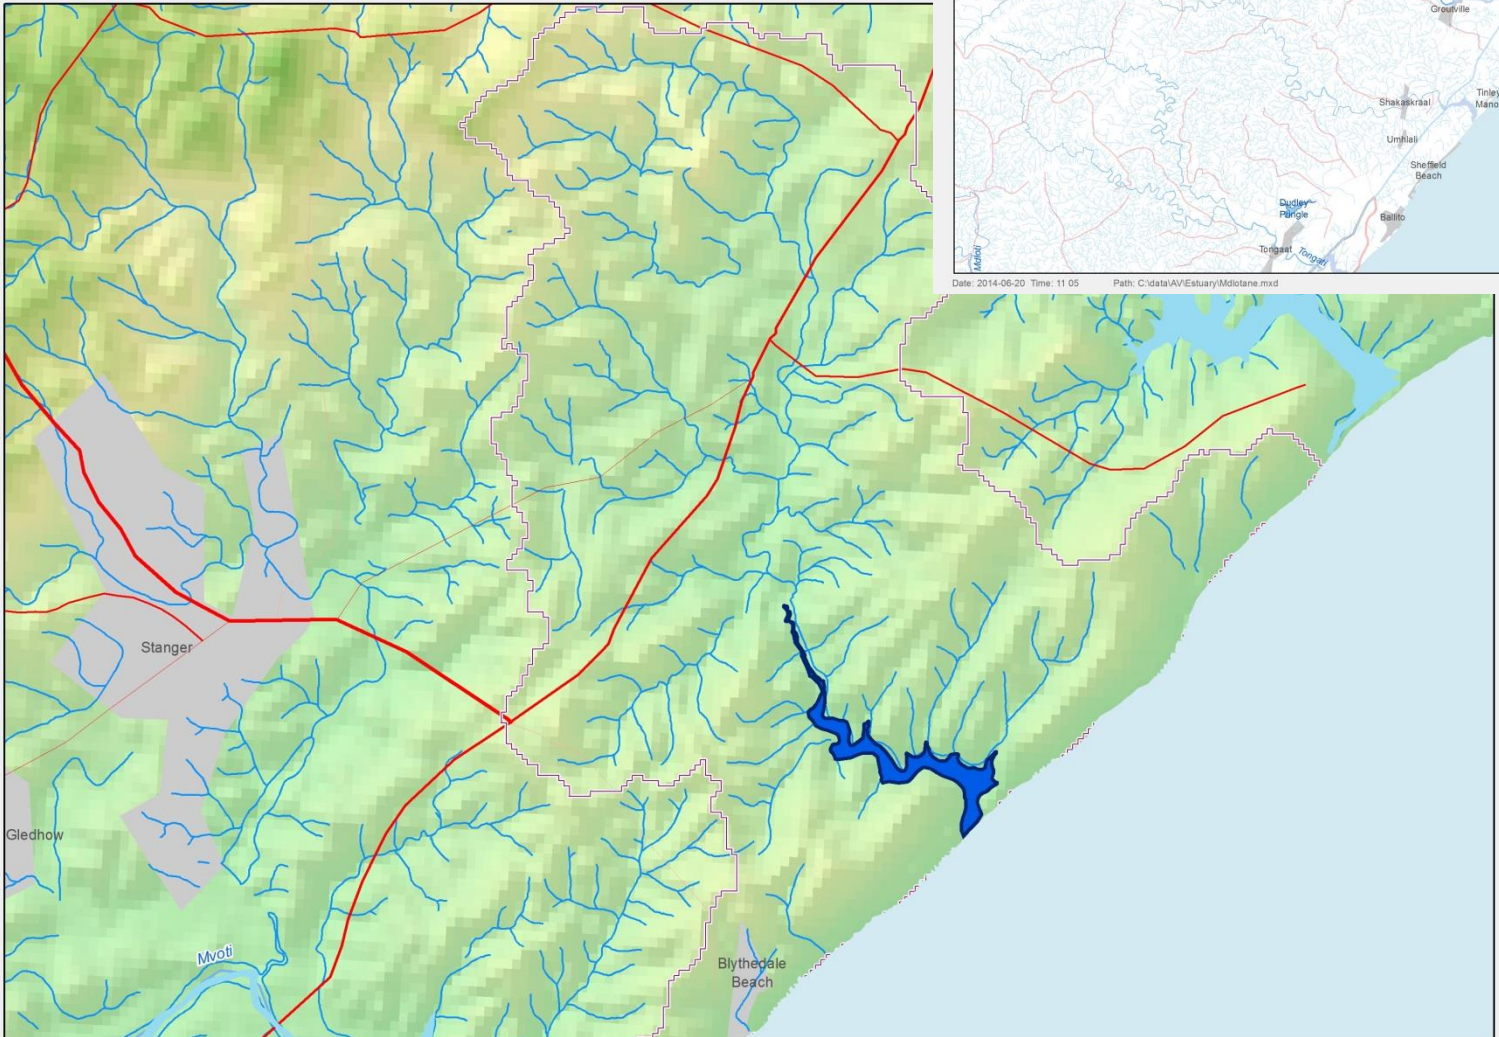 Groutville
Shakaskraal
Tinley
Mano
Umhlali
Sheffield
Beach
Dudley
Pringle
Ballito
Tongaat
Tongati
Mdloti
Date: 2014-06-20 Time: 11 05 Path: C:\data\AV\Estuary\Mdlotane.mxd
Stanger
Gledhow
Mvoti
Blythedale
Beach